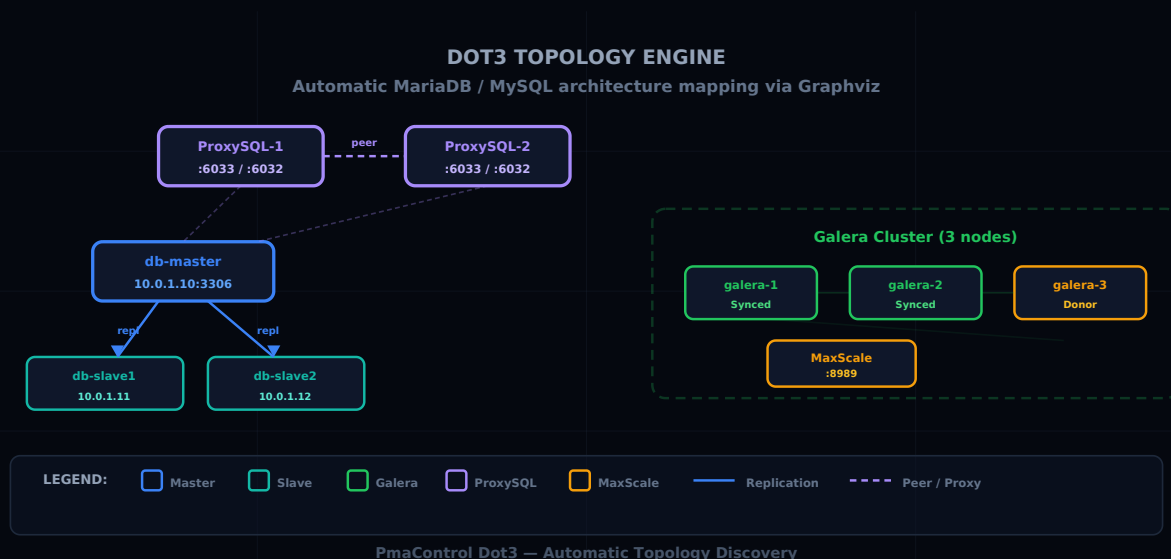 DOT3 TOPOLOGY ENGINE
Automatic MariaDB / MySQL architecture mapping via Graphviz
ProxySQL-1
:6033 / :6032
peer
ProxySQL-2
:6033 / :6032
db-master
10.0.1.10:3306
repl
repl
db-slave1
10.0.1.11
db-slave2
10.0.1.12
Galera Cluster (3 nodes)
galera-1
Synced
galera-2
Synced
galera-3
Donor
MaxScale
:8989
LEGEND:
Master
Slave
Galera
ProxySQL
MaxScale
Replication
Peer / Proxy
PmaControl Dot3 — Automatic Topology Discovery